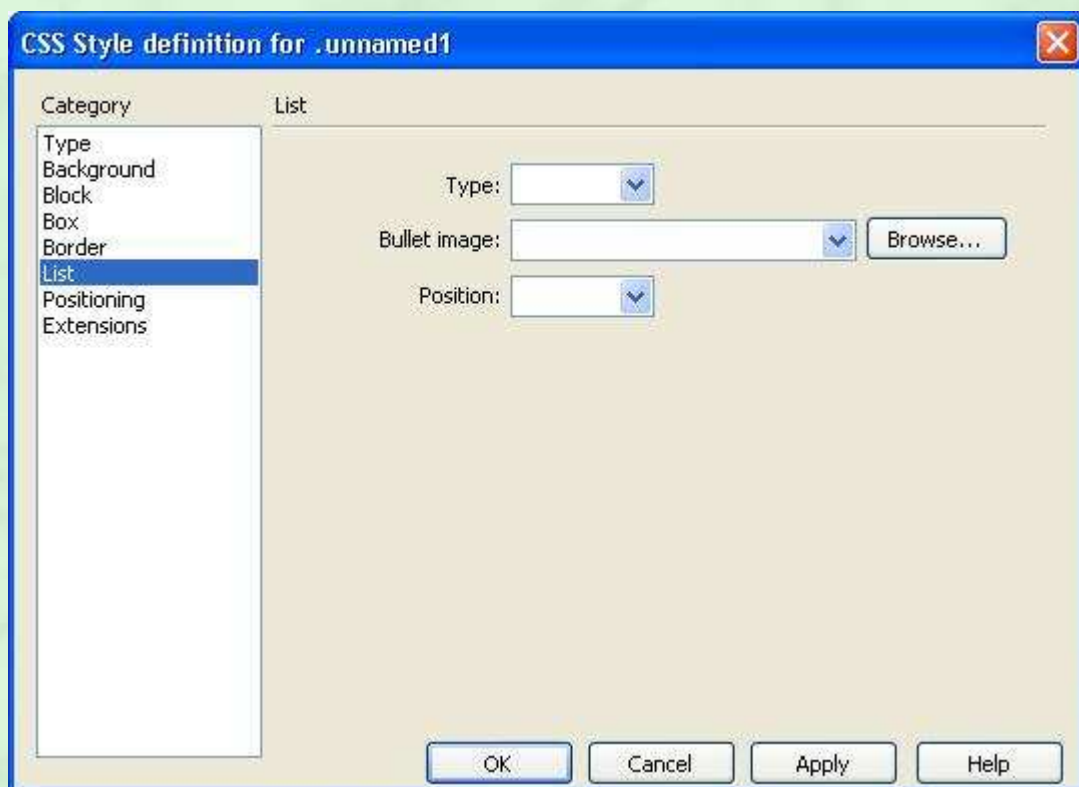 CSS Style definition for .unnamed1
Category
List
Type
Background
Block
Box
Border
List
Positioning
Extensions
Type:
Bullet image:
Browse...
Position:
OK
Cancel
Apply
Help